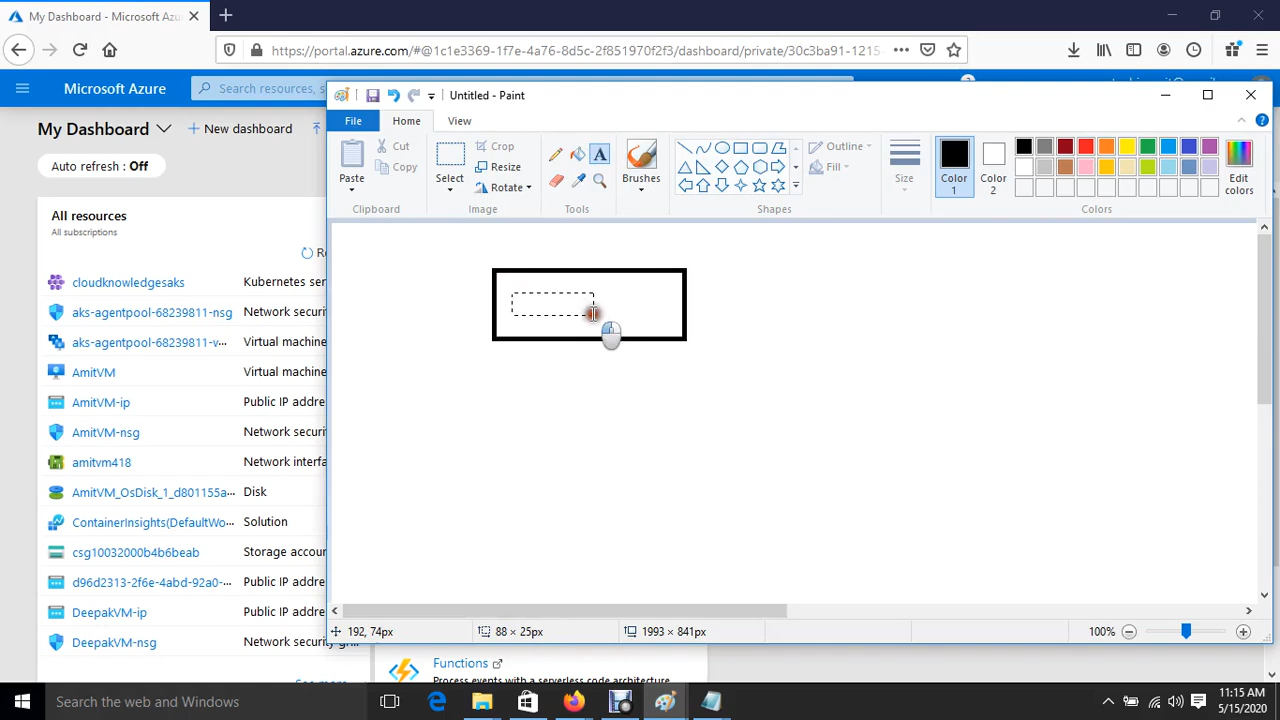 My Dashboard - Microsoft Azu
https://portal.azure.com/#@1c1e3369-1f7e-4a76-8d5c-2f851970f2f3/dashboard/private/30c3ba91-1215-
Microsoft Azure
Search resources, s
Untitled - Paint
My Dashboard
New dashboard
File
Home
View
Auto refresh : Off
Paste
Cut
Copy
Select
Crop
Resize
Rotate
Brushes
Outline
Fill
Size
Color
1
Color
2
Edit
colors
Clipboard
Image
Tools
Shapes
Colors
All resources
All subscriptions
Re
cloudknowledgesaks
Kubernetes ser
aks-agentpool-68239811-nsg
Network securi
aks-agentpool-68239811-v...
Virtual machine
AmitVM
Virtual machine
AmitVM-ip
Public IP addre
AmitVM-nsg
Network securi
amitvm418
Network interfa
AmitVM_OsDisk_1_d801155a...
Disk
ContainerInsights(DefaultWo...
Solution
csg10032000b4b6beab
Storage accou
d96d2313-2f6e-4abd-92a0-...
Public IP addre
DeepakVM-ip
Public IP addre
DeepakVM-nsg
Network security gr...
192, 74px
88 × 25px
1993 × 841px
100%
Functions
Process events with a serverless code architecture
Search the web and Windows
11:15 AM
5/15/2020